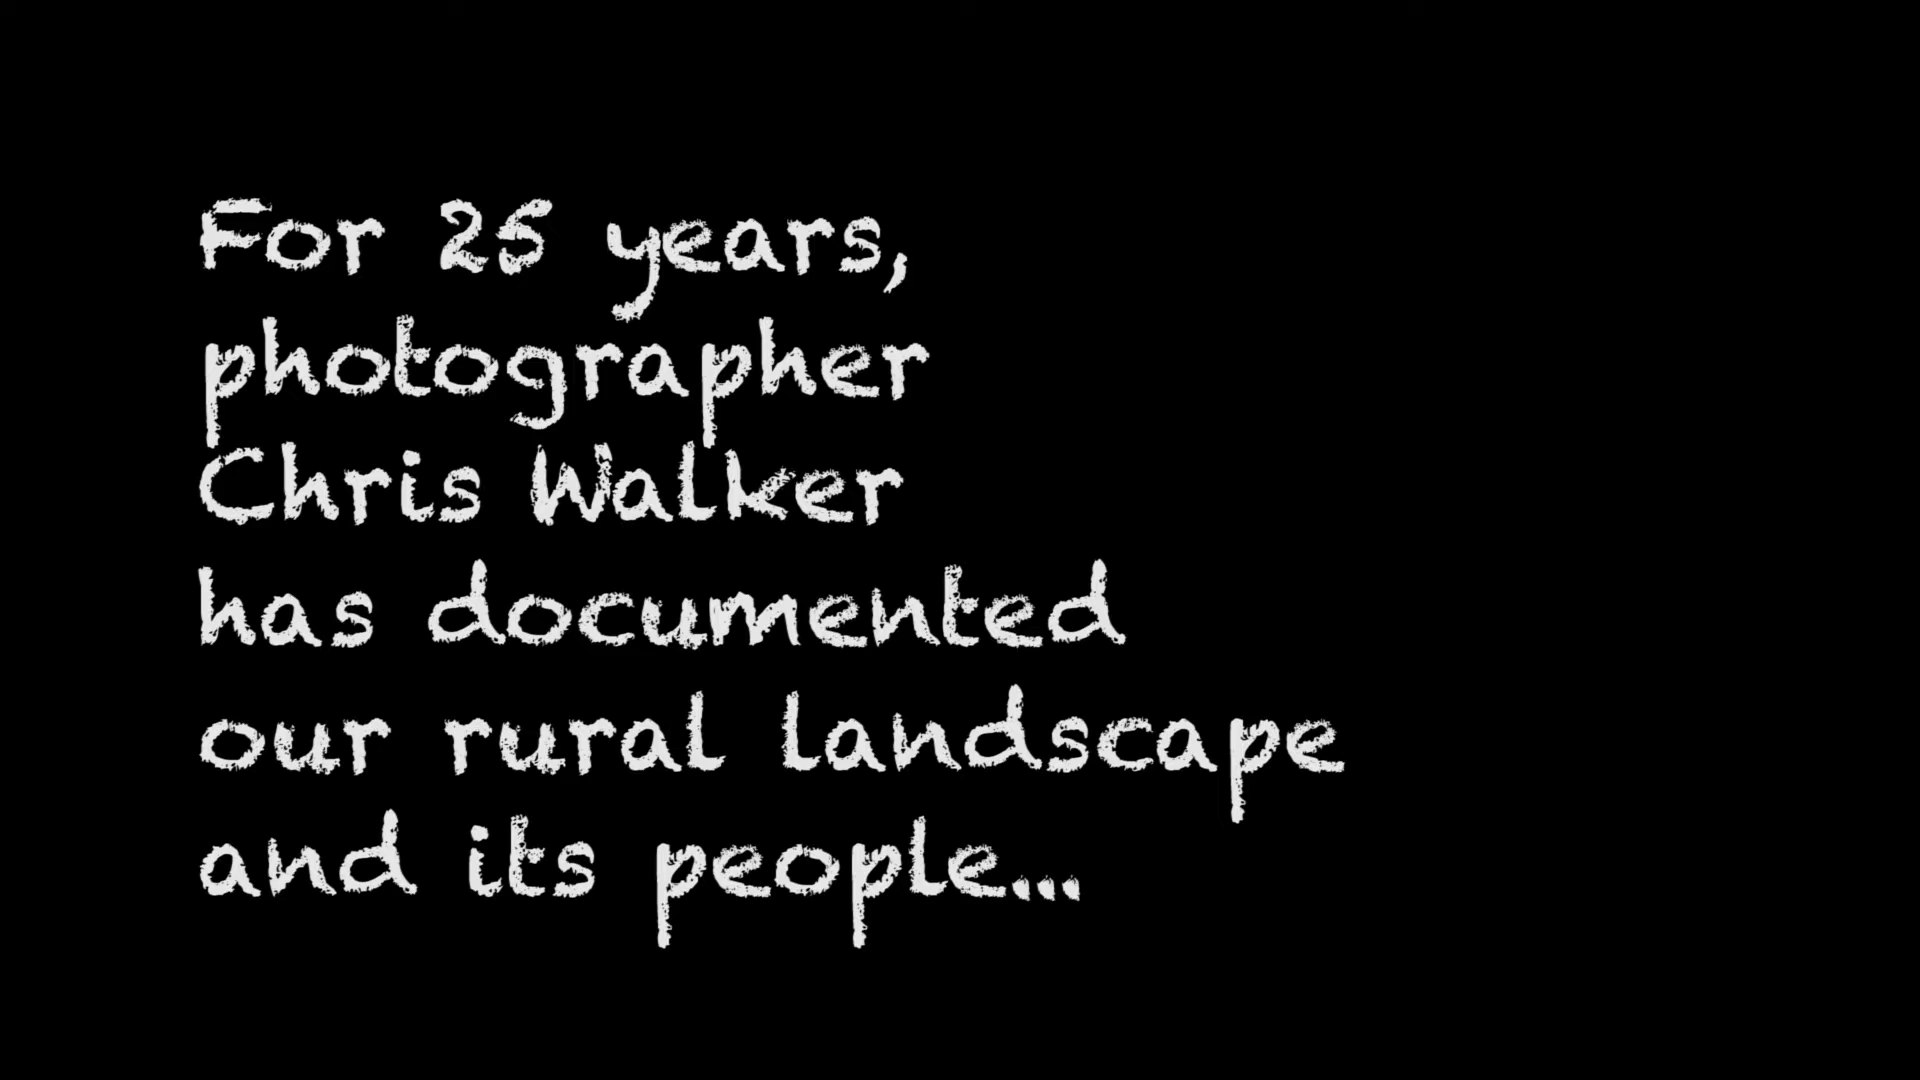 For 25 years,
photographer
Chris Walker
has documented
our rural landscape
and its people...